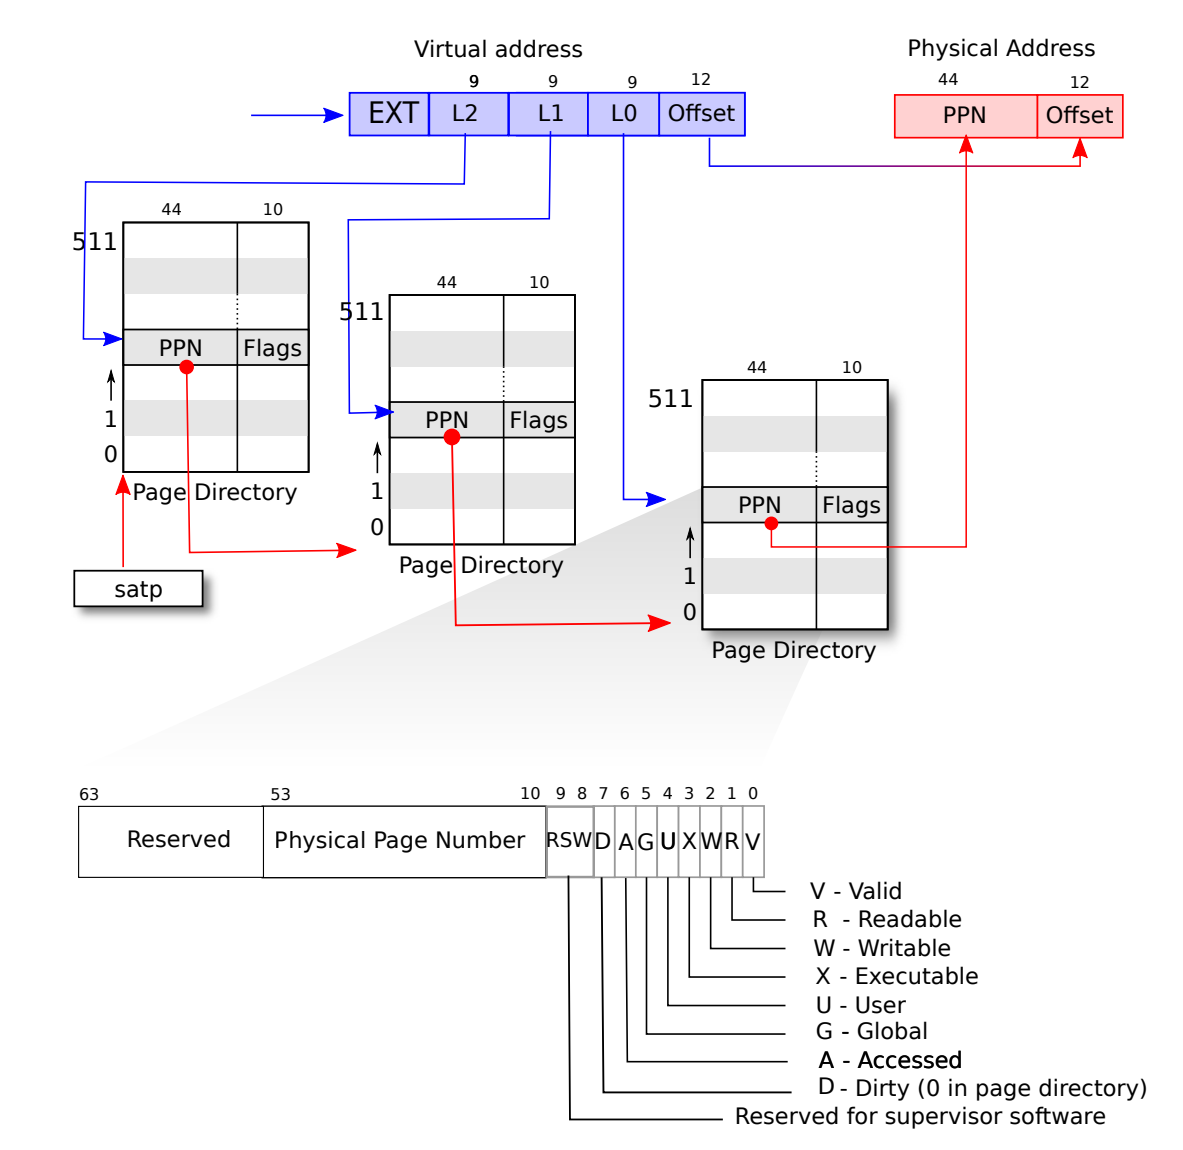 Virtual address
Physical Address
9 9 9 12
44 12
EXT L2 L1 L0 Offset
PPN Offset
44 10
511
PPN Flags
1
0
Page Directory
satp
44 10
511
PPN Flags
1
0
Page Directory
44 10
511
PPN Flags
1
0
Page Directory
63 53 10 9 8 7 6 5 4 3 2 1 0
Reserved Physical Page Number RSW D A G U X W R V
V - Valid
R - Readable
W - Writable
X - Executable
U - User
G - Global
A - Accessed
D - Dirty (0 in page directory)
Reserved for supervisor software